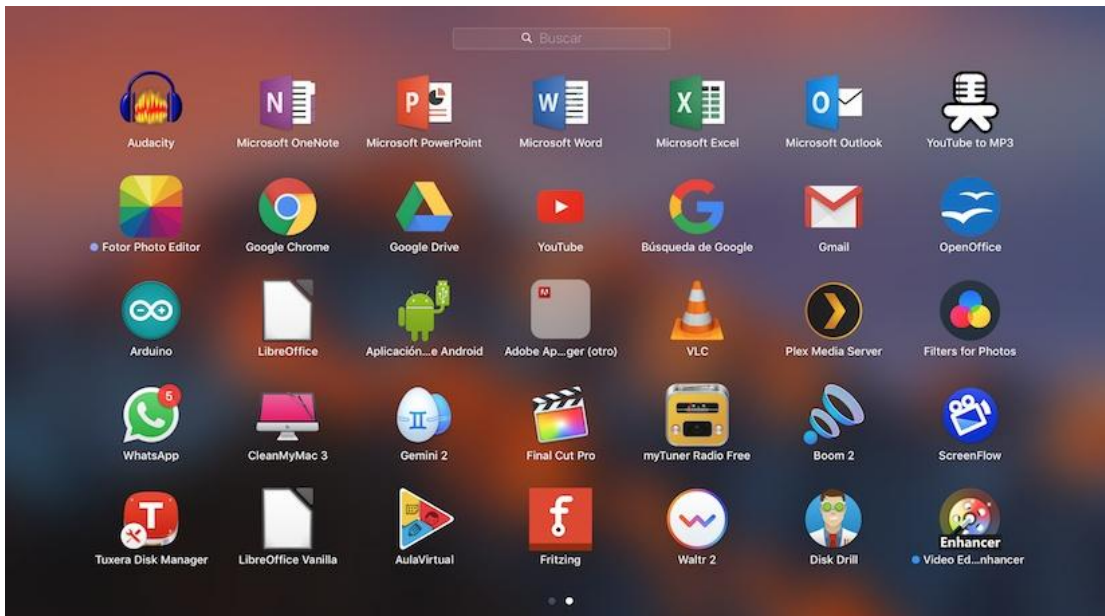 Buscar
Audacity
Microsoft OneNote
Microsoft PowerPoint
Microsoft Word
Microsoft Excel
Microsoft Outlook
YouTube to MP3
Fotor Photo Editor
Google Chrome
Google Drive
YouTube
Búsqueda de Google
Gmail
OpenOffice
Arduino
LibreOffice
Aplicación...e Android
Adobe Ap...ger (otro)
VLC
Plex Media Server
Filters for Photos
5
WhatsApp
CleanMyMac 3
Gemini 2
Final Cut Pro
myTuner Radio Free
Boom 2
ScreenFlow
Tuxera Disk Manager
LibreOffice Vanilla
AulaVirtual
Fritzing
Waltr 2
Disk Drill
Enhancer
Video Ed...nhancer